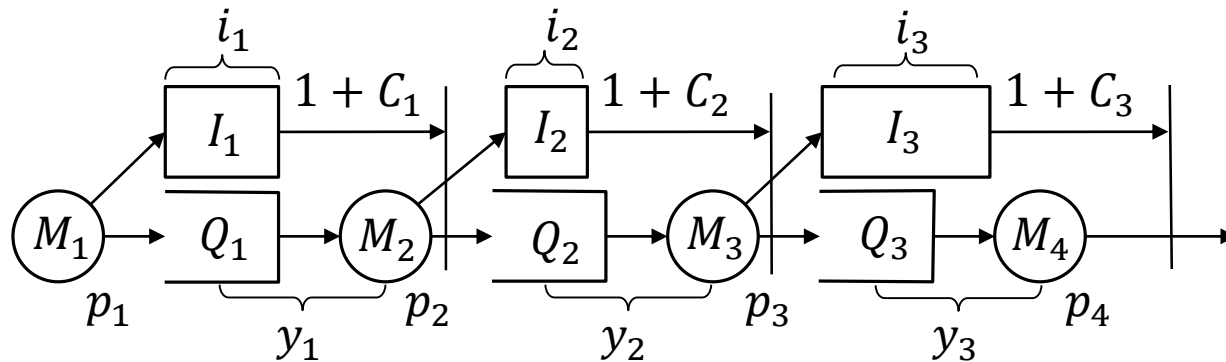 i₁ i₂ i₃
1 + C₁ 1 + C₂ 1 + C₃
I₁ I₂ I₃
M₁ Q₁ M₂ Q₂ M₃ Q₃ M₄
p₁ p₂ p₃ p₄
y₁ y₂ y₃